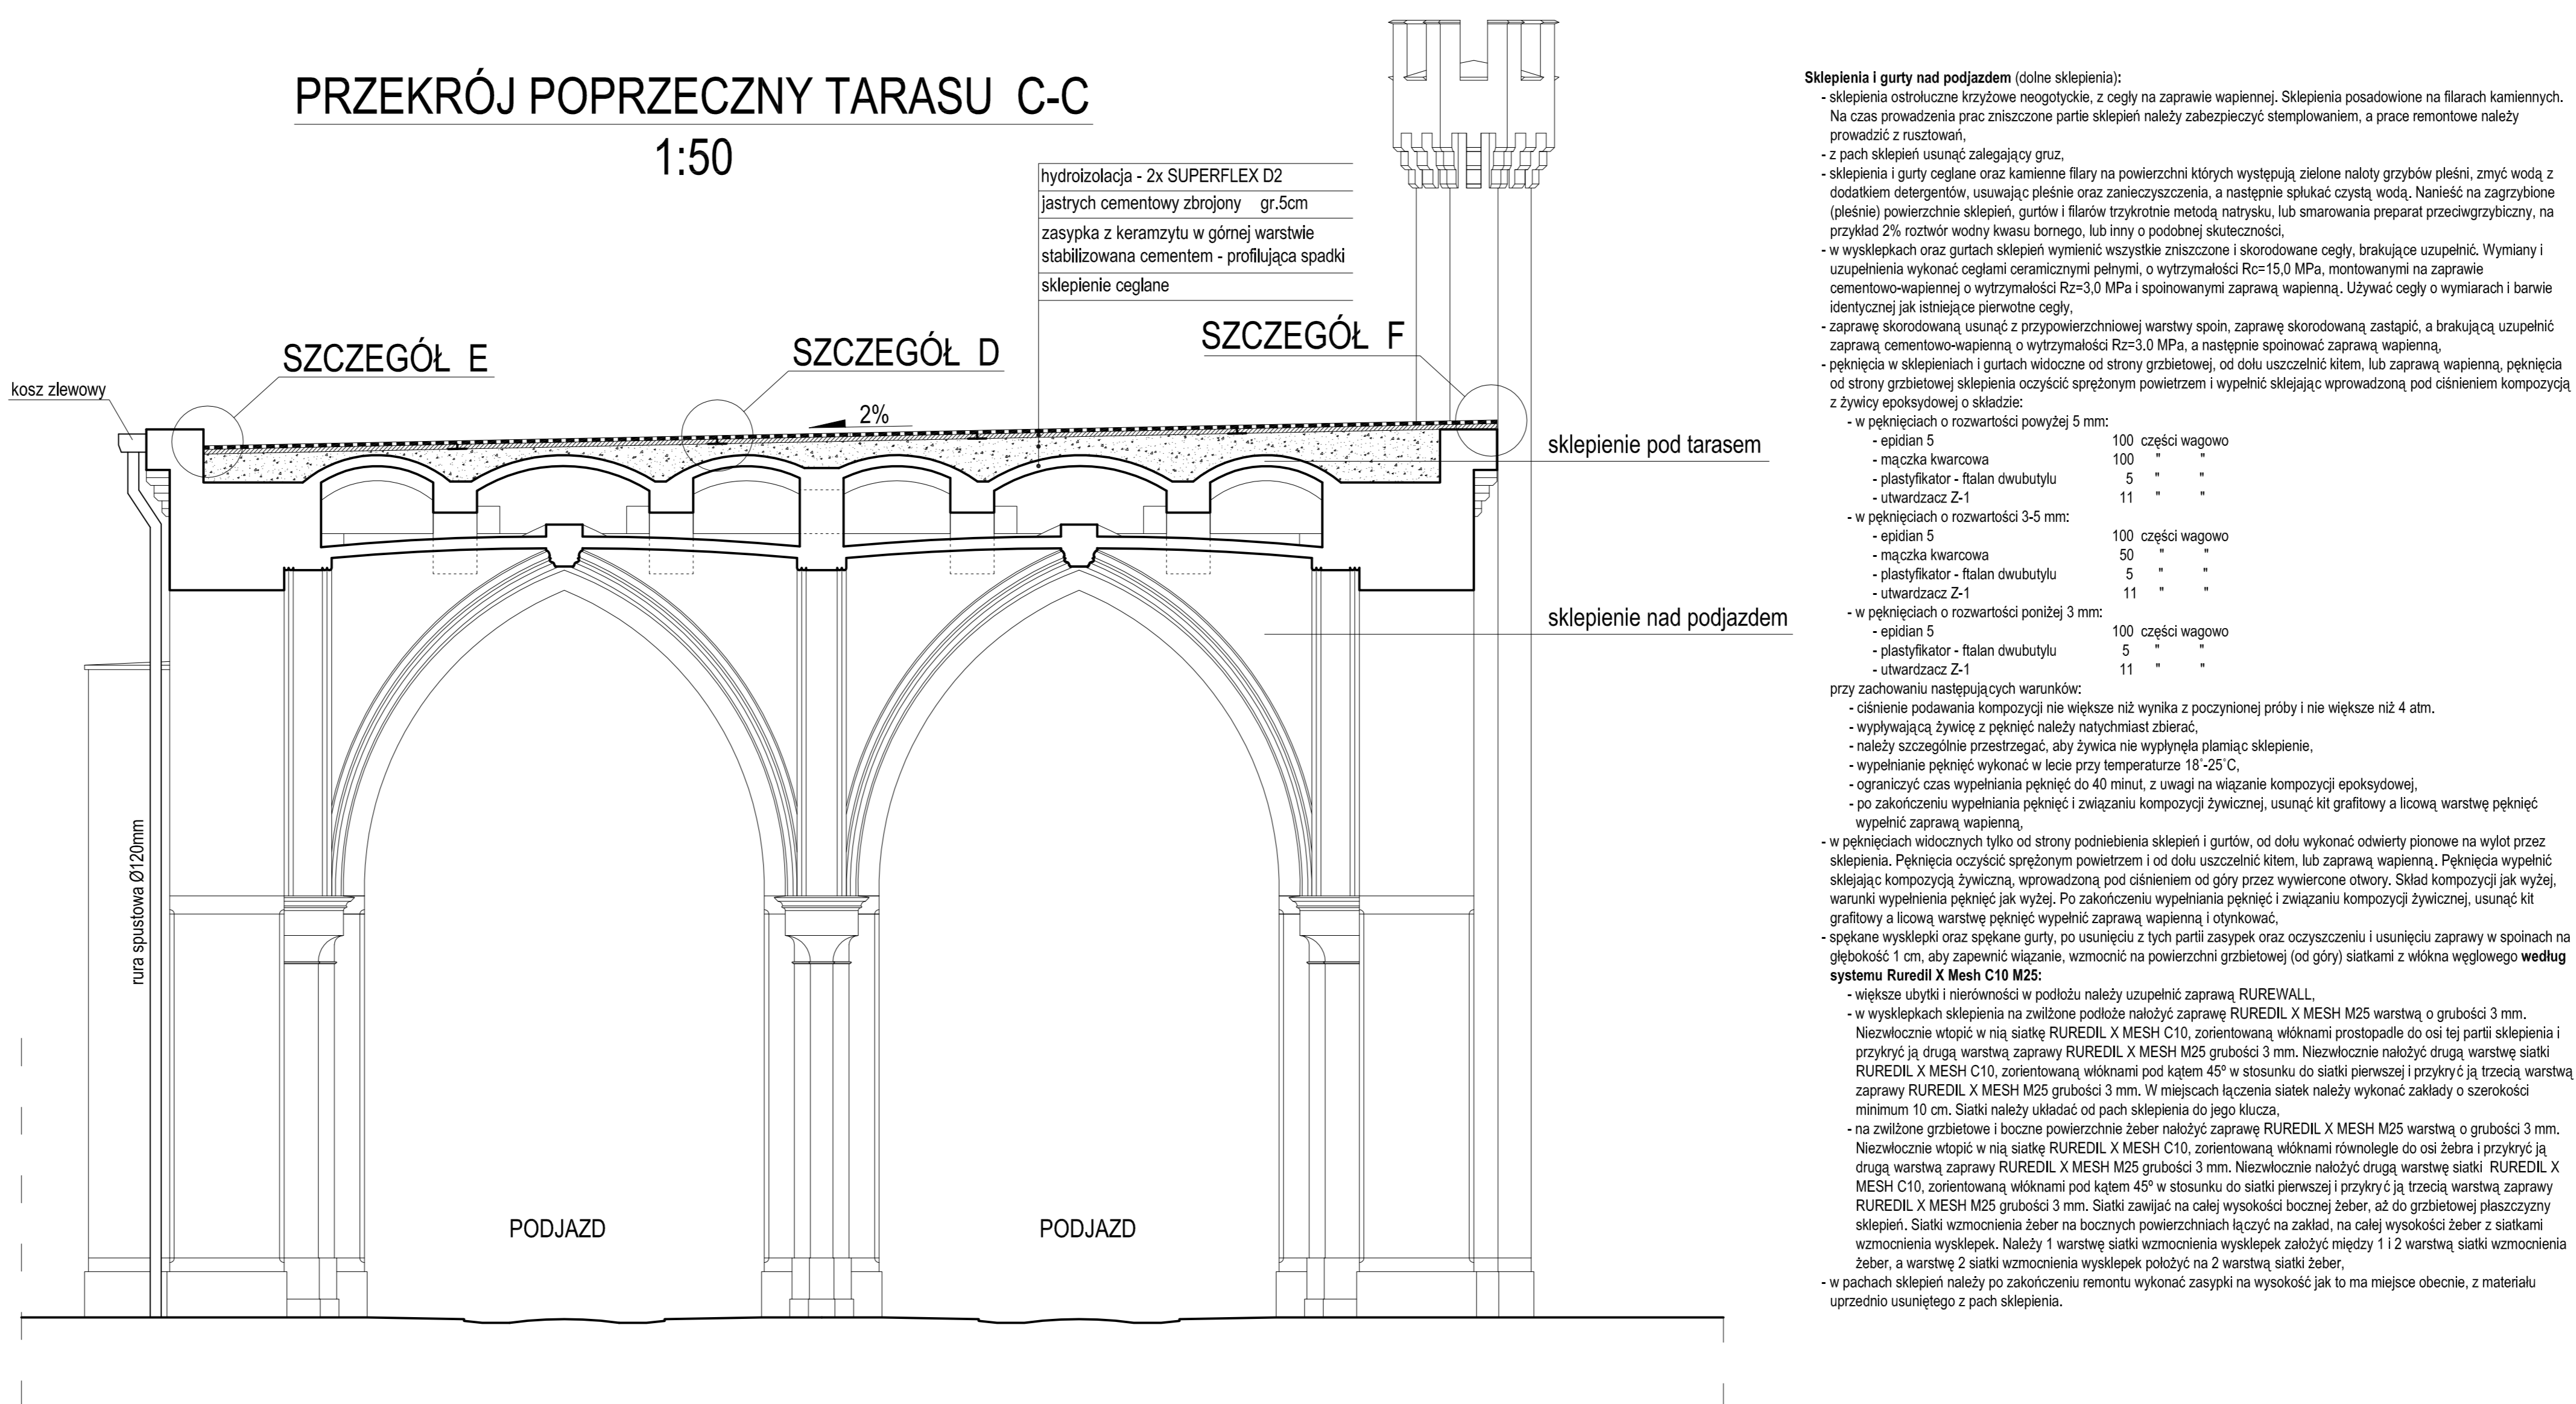 PRZEKRÓJ POPRZECZNY TARASU C-C
1:50
hydroizolacja - 2x SUPERFLEX D2
jastrych cementowy zbrojony gr.5cm
zasypka z keramzytu w górnej warstwie
stabilizowana cementem - profilująca spadki
sklepienie ceglane
SZCZEGÓŁ E
SZCZEGÓŁ D
SZCZEGÓŁ F
kosz zlewowy
2%
sklepienie pod tarasem
sklepienie nad podjazdem
rura spustowa Ø120mm
PODJAZD
PODJAZD
Sklepienia i gurty nad podjazdem (dolne sklepienia):
- sklepienia ostrołuczne krzyżowe neogotyckie, z cegły na zaprawie wapiennej. Sklepienia posadowione na filarach kamiennych.
Na czas prowadzenia prac zniszczone partie sklepień należy zabezpieczyć stemplowaniem, a prace remontowe należy
prowadzić z rusztowań,
- z pach sklepień usunąć zalegający gruz,
- sklepienia i gurty ceglane oraz kamienne filary na powierzchni których występują zielone naloty grzybów pleśni, zmyć wodą z
dodatkiem detergentów, usuwając pleśnie oraz zanieczyszczenia, a następnie spłukać czystą wodą. Nanieść na zagrzybione
(pleśnie) powierzchnie sklepień, gurtów i filarów trzykrotnie metodą natrysku, lub smarowania preparat przeciwgrzybiczny, na
przykład 2% roztwór wodny kwasu bornego, lub inny o podobnej skuteczności,
- w wysklepkach oraz gurtach sklepień wymienić wszystkie zniszczone i skorodowane cegły, brakujące uzupełnić. Wymiany i
uzupełnienia wykonać cegłami ceramicznymi pełnymi, o wytrzymałości Rc=15,0 MPa, montowanymi na zaprawie
cementowo-wapiennej o wytrzymałości Rz=3,0 MPa i spoinowanymi zaprawą wapienną. Używać cegły o wymiarach i barwie
identycznej jak istniejące pierwotne cegły,
- zaprawę skorodowaną usunąć z przypowierzchniowej warstwy spoin, zaprawę skorodowaną zastąpić, a brakującą uzupełnić
zaprawą cementowo-wapienną o wytrzymałości Rz=3.0 MPa, a następnie spoinować zaprawą wapienną,
- pęknięcia w sklepieniach i gurtach widoczne od strony grzbietowej, od dołu uszczelnić kitem, lub zaprawą wapienną, pęknięcia
od strony grzbietowej sklepienia oczyścić sprężonym powietrzem i wypełnić sklejając wprowadzoną pod ciśnieniem kompozycją
z żywicy epoksydowej o składzie:
- w pęknięciach o rozwartości powyżej 5 mm:
- epidian 5 100 części wagowo
- mączka kwarcowa 100 " "
- plastyfikator - ftalan dwubutylu 5 " "
- utwardzacz Z-1 11 " "
- w pęknięciach o rozwartości 3-5 mm:
- epidian 5 100 części wagowo
- mączka kwarcowa 50 " "
- plastyfikator - ftalan dwubutylu 5 " "
- utwardzacz Z-1 11 " "
- w pęknięciach o rozwartości poniżej 3 mm:
- epidian 5 100 części wagowo
- plastyfikator - ftalan dwubutylu 5 " "
- utwardzacz Z-1 11 " "
przy zachowaniu następujących warunków:
- ciśnienie podawania kompozycji nie większe niż wynika z poczynionej próby i nie większe niż 4 atm.
- wypływającą żywicę z pęknięć należy natychmiast zbierać,
- należy szczególnie przestrzegać, aby żywica nie wypłynęła plamiąc sklepienie,
- wypełnianie pęknięć wykonać w lecie przy temperaturze 18˚-25˚C,
- ograniczyć czas wypełniania pęknięć do 40 minut, z uwagi na wiązanie kompozycji epoksydowej,
- po zakończeniu wypełniania pęknięć i związaniu kompozycji żywicznej, usunąć kit grafitowy a licową warstwę pęknięć
wypełnić zaprawą wapienną,
- w pęknięciach widocznych tylko od strony podniebienia sklepień i gurtów, od dołu wykonać odwierty pionowe na wylot przez
sklepienia. Pęknięcia oczyścić sprężonym powietrzem i od dołu uszczelnić kitem, lub zaprawą wapienną. Pęknięcia wypełnić
sklejając kompozycją żywiczną, wprowadzoną pod ciśnieniem od góry przez wywiercone otwory. Skład kompozycji jak wyżej,
warunki wypełnienia pęknięć jak wyżej. Po zakończeniu wypełniania pęknięć i związaniu kompozycji żywicznej, usunąć kit
grafitowy a licową warstwę pęknięć wypełnić zaprawą wapienną i otynkować,
- spękane wysklepki oraz spękane gurty, po usunięciu z tych partii zasypek oraz oczyszczeniu i usunięciu zaprawy w spoinach na
głębokość 1 cm, aby zapewnić wiązanie, wzmocnić na powierzchni grzbietowej (od góry) siatkami z włókna węglowego według
systemu Ruredil X Mesh C10 M25:
- większe ubytki i nierówności w podłożu należy uzupełnić zaprawą RUREWALL,
- w wysklepkach sklepienia na zwilżone podłoże nałożyć zaprawę RUREDIL X MESH M25 warstwą o grubości 3 mm.
Niezwłocznie wtopić w nią siatkę RUREDIL X MESH C10, zorientowaną włóknami prostopadle do osi tej partii sklepienia i
przykryć ją drugą warstwą zaprawy RUREDIL X MESH M25 grubości 3 mm. Niezwłocznie nałożyć drugą warstwę siatki
RUREDIL X MESH C10, zorientowaną włóknami pod kątem 45º w stosunku do siatki pierwszej i przykryć ją trzecią warstwą
zaprawy RUREDIL X MESH M25 grubości 3 mm. W miejscach łączenia siatek należy wykonać zakłady o szerokości
minimum 10 cm. Siatki należy układać od pach sklepienia do jego klucza,
- na zwilżone grzbietowe i boczne powierzchnie żeber nałożyć zaprawę RUREDIL X MESH M25 warstwą o grubości 3 mm.
Niezwłocznie wtopić w nią siatkę RUREDIL X MESH C10, zorientowaną włóknami równolegle do osi żebra i przykryć ją
drugą warstwą zaprawy RUREDIL X MESH M25 grubości 3 mm. Niezwłocznie nałożyć drugą warstwę siatki RUREDIL X
MESH C10, zorientowaną włóknami pod kątem 45º w stosunku do siatki pierwszej i przykryć ją trzecią warstwą zaprawy
RUREDIL X MESH M25 grubości 3 mm. Siatki zawijać na całej wysokości bocznej żeber, aż do grzbietowej płaszczyzny
sklepień. Siatki wzmocnienia żeber na bocznych powierzchniach łączyć na zakład, na całej wysokości żeber z siatkami
wzmocnienia wysklepek. Należy 1 warstwę siatki wzmocnienia wysklepek założyć między 1 i 2 warstwą siatki wzmocnienia
żeber, a warstwę 2 siatki wzmocnienia wysklepek położyć na 2 warstwą siatki żeber,
- w pachach sklepień należy po zakończeniu remontu wykonać zasypki na wysokość jak to ma miejsce obecnie, z materiału
uprzednio usuniętego z pach sklepienia.